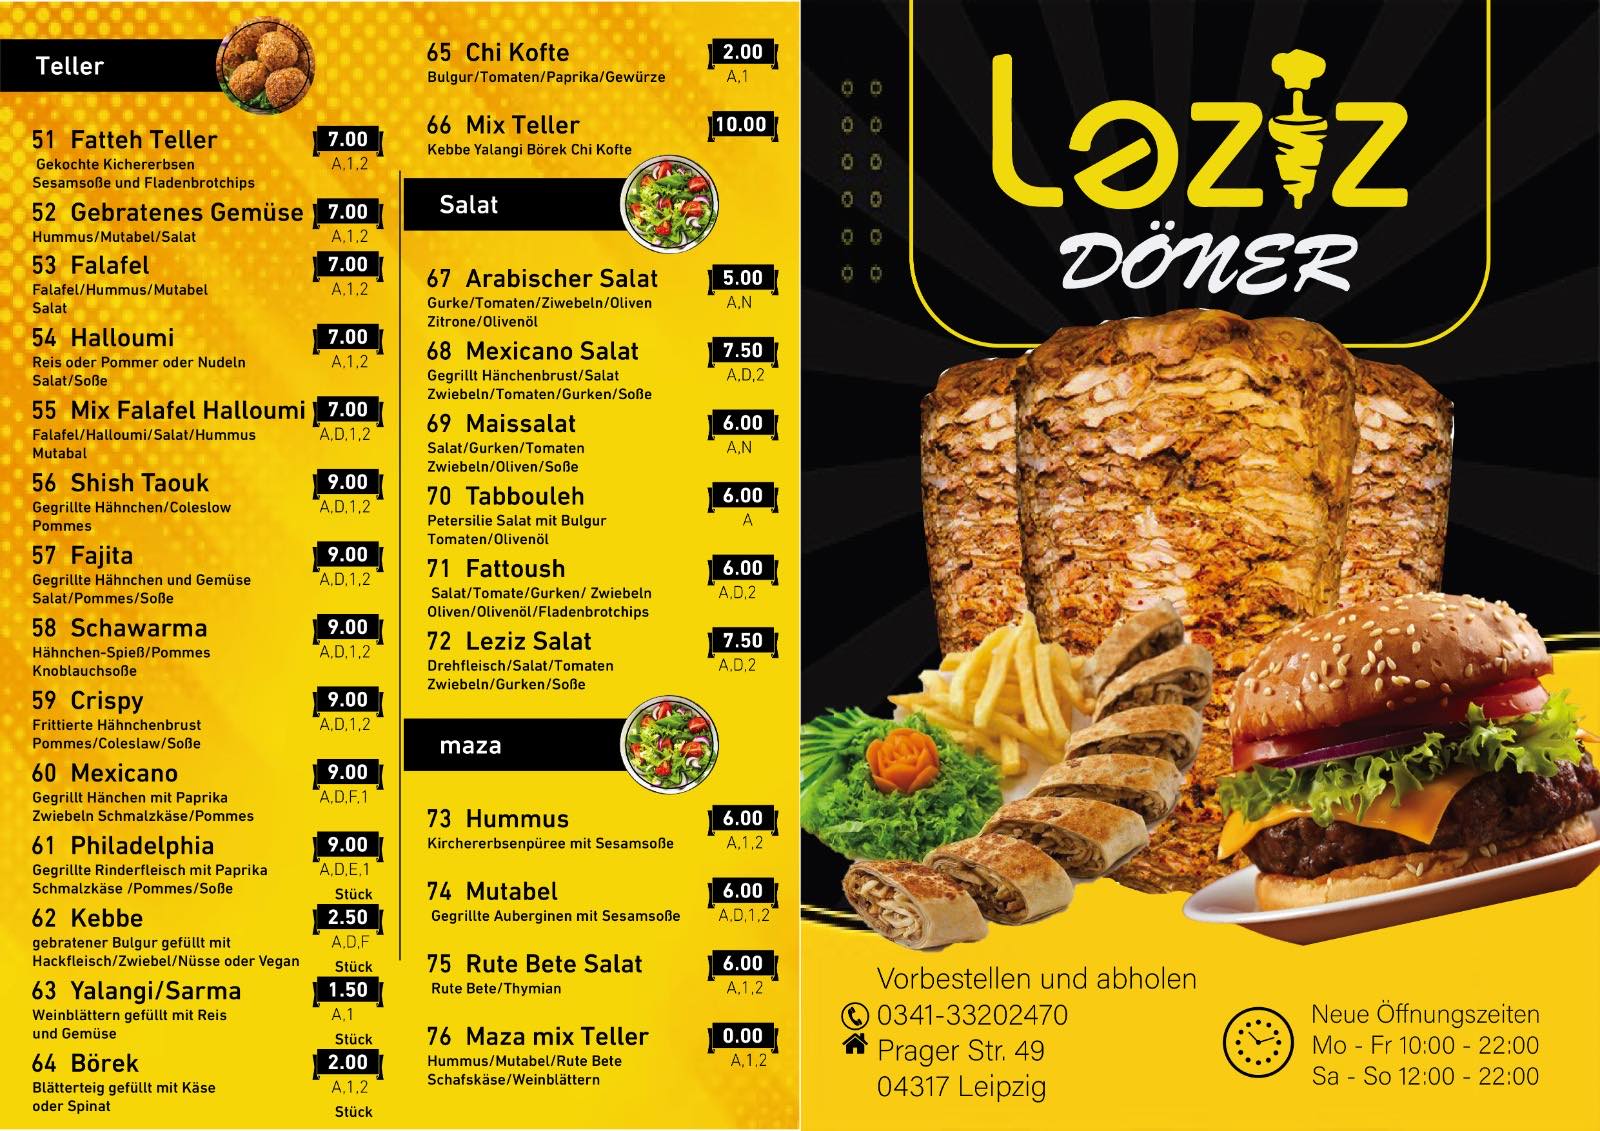 Teller
51 Fatteh Teller 7.00
Gekochte Kichererbsen A,1,2
Sesamsoße und Fladenbrotchips
52 Gebratenes Gemüse 7.00
Hummus/Mutabel/Salat A,1,2
53 Falafel 7.00
Falafel/Hummus/Mutabel A,1,2
Salat
54 Halloumi 7.00
Reis oder Pommer oder Nudeln A,1,2
Salat/Soße
55 Mix Falafel Halloumi 7.00
Falafel/Halloumi/Salat/Hummus A,D,1,2
Mutabal
56 Shish Taouk 9.00
Gegrillte Hähnchen/Coleslow A,D,1,2
Pommes
57 Fajita 9.00
Gegrillte Hähnchen und Gemüse A,D,1,2
Salat/Pommes/Soße
58 Schawarma 9.00
Hähnchen-Spieß/Pommes A,D,1,2
Knoblauchsoße
59 Crispy 9.00
Frittierte Hähnchenbrust A,D,1,2
Pommes/Coleslaw/Soße
60 Mexicano 9.00
Gegrillt Hänchen mit Paprika A,D,F,1
Zwiebeln Schmalzkäse/Pommes
61 Philadelphia 9.00
Gegrillte Rinderfleisch mit Paprika A,D,E,1
Schmalzkäse /Pommes/Soße Stück
62 Kebbe 2.50
gebratener Bulgur gefüllt mit A,D,F
Hackfleisch/Zwiebel/Nüsse oder Vegan Stück
63 Yalangi/Sarma 1.50
Weinblättern gefüllt mit Reis A,1
und Gemüse Stück
64 Börek 2.00
Blätterteig gefüllt mit Käse A,1,2
oder Spinat Stück
65 Chi Kofte 2.00
Bulgur/Tomaten/Paprika/Gewürze A,1
66 Mix Teller 10.00
Kebbe Yalangi Börek Chi Kofte
Salat
67 Arabischer Salat 5.00
Gurke/Tomaten/Ziwebeln/Oliven A,N
Zitrone/Olivenöl
68 Mexicano Salat 7.50
Gegrillt Hänchenbrust/Salat A,D,2
Zwiebeln/Tomaten/Gurken/Soße
69 Maissalat 6.00
Salat/Gurken/Tomaten A,N
Zwiebeln/Oliven/Soße
70 Tabbouleh 6.00
Petersilie Salat mit Bulgur A
Tomaten/Olivenöl
71 Fattoush 6.00
Salat/Tomate/Gurken/ Zwiebeln A,D,2
Oliven/Olivenöl/Fladenbrotchips
72 Leziz Salat 7.50
Drehfleisch/Salat/Tomaten A,D,2
Zwiebeln/Gurken/Soße
maza
73 Hummus 6.00
Kirchererbsenpüree mit Sesamsoße A,1,2
74 Mutabel 6.00
Gegrillte Auberginen mit Sesamsoße A,D,1,2
75 Rute Bete Salat 6.00
Rute Bete/Thymian A,1,2
76 Maza mix Teller 0.00
Hummus/Mutabel/Rute Bete A,1,2
Schafskäse/Weinblättern
Leziz
DÖNER
Vorbestellen und abholen
0341-33202470
Prager Str. 49
04317 Leipzig
Neue Öffnungszeiten
Mo - Fr 10:00 - 22:00
Sa - So 12:00 - 22:00